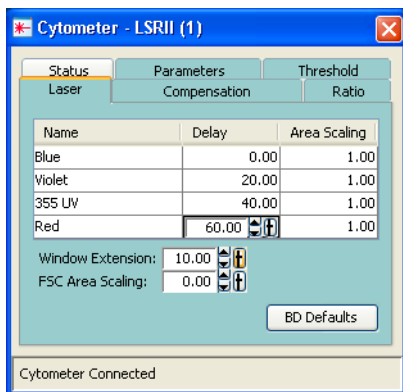 Cytometer - LSRII (1)
Status Parameters Threshold
Laser Compensation Ratio
Name Delay Area Scaling
Blue 0.00 1.00
Violet 20.00 1.00
355 UV 40.00 1.00
Red 60.00 1.00
Window Extension: 10.00
FSC Area Scaling: 0.00
BD Defaults
Cytometer Connected